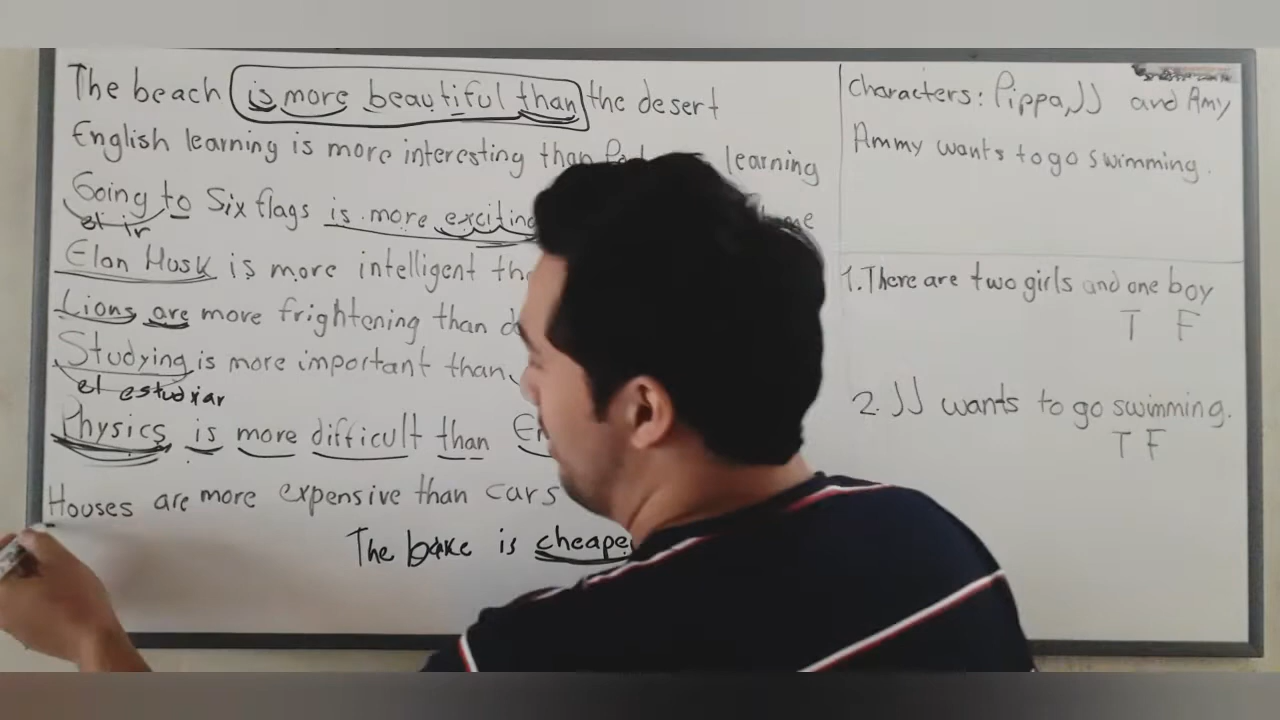 The beach is more beautiful than the desert
English learning is more interesting than learning
Going to Six flags is more exciting
el ir
Elon Musk is more intelligent
Lions are more frightening than
Studying is more important than
el estudiar
Physics is more difficult than
Houses are more expensive than cars
The is cheape
Characters: Pippa, JJ and Amy
Ammy wants to go swimming.
1. There are two girls and one boy
T F
2. JJ wants to go swimming.
T F